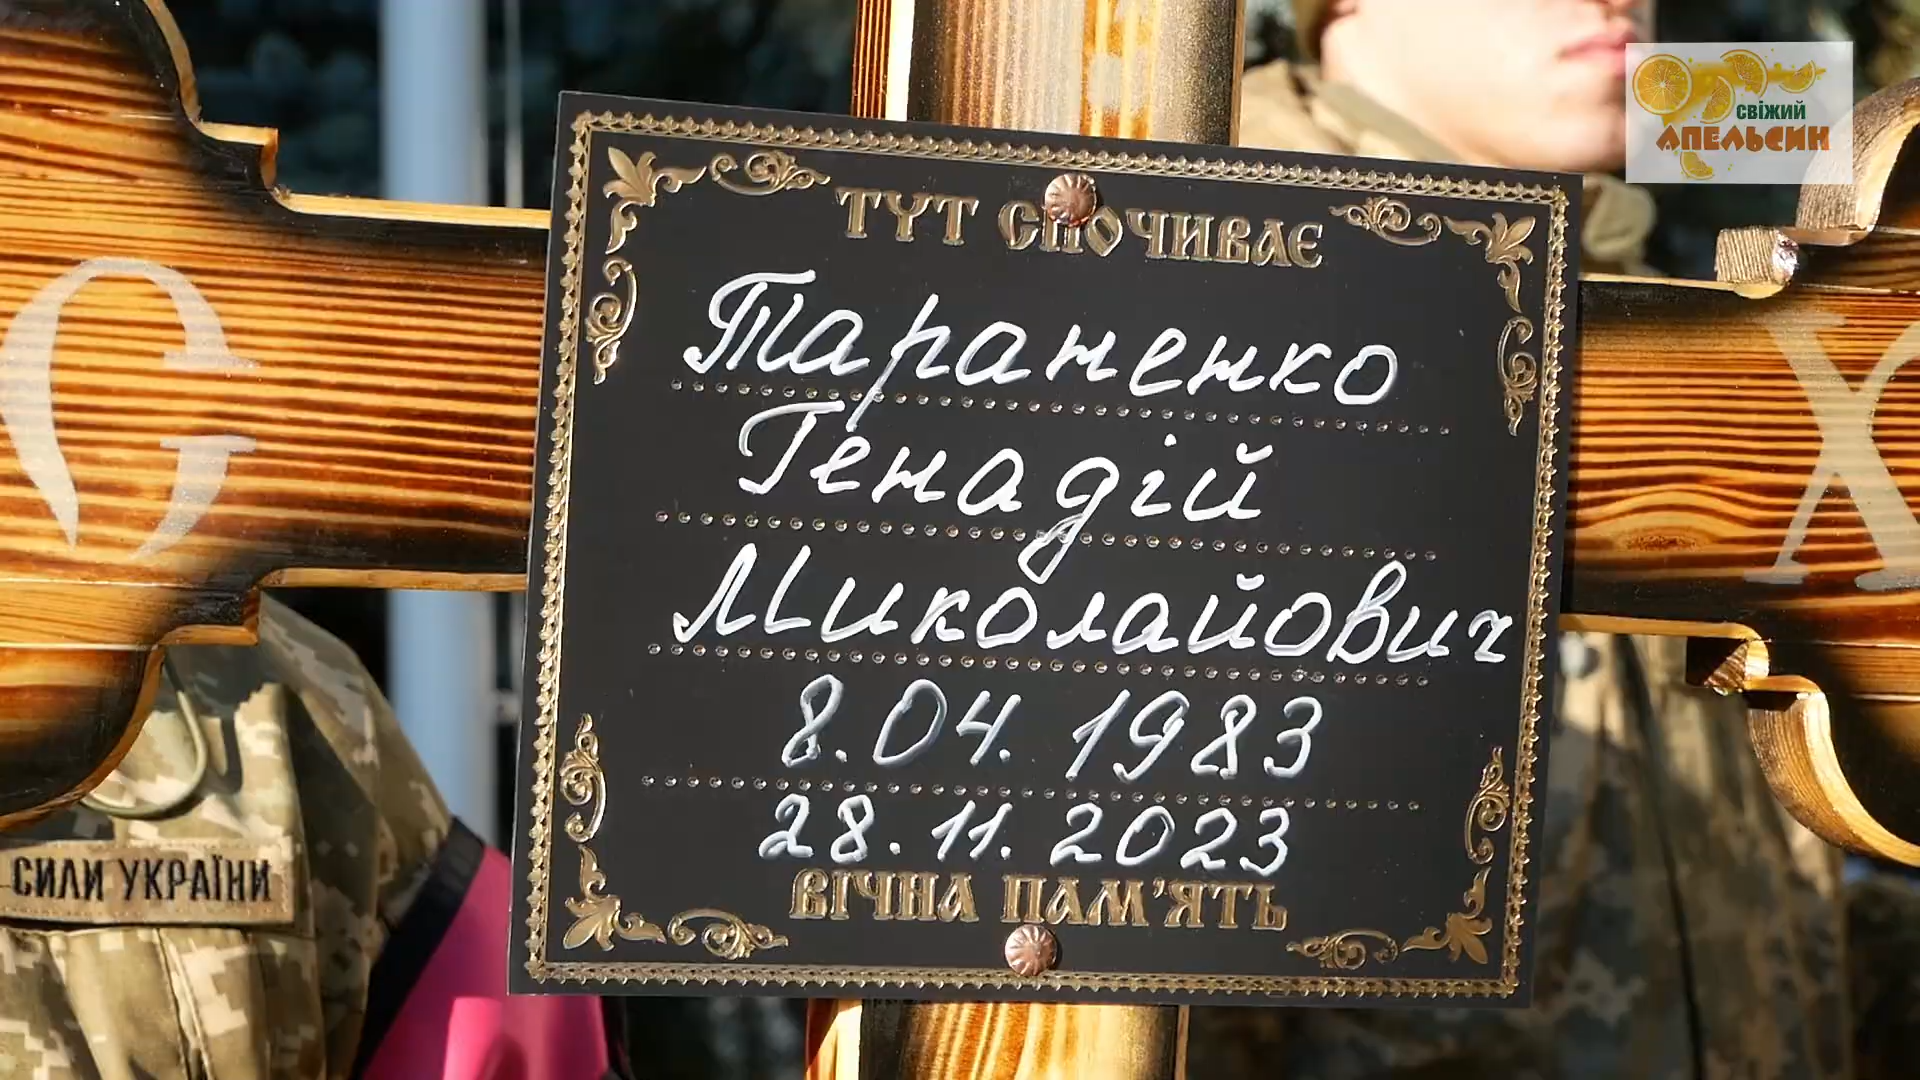 СВІЖИЙ
АПЕЛЬСИН
ТУТ СПОЧИВАЄ
Тараненко
Генадій
Миколайович
8.04.1983
28.11.2023
ВІЧНА ПАМ'ЯТЬ
С
Х
СИЛИ УКРАЇНИ